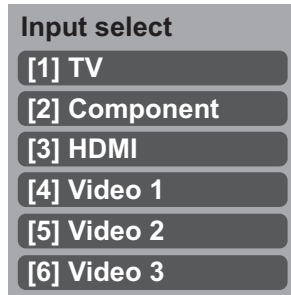 Input select
[1] TV
[2] Component
[3] HDMI
[4] Video 1
[5] Video 2
[6] Video 3